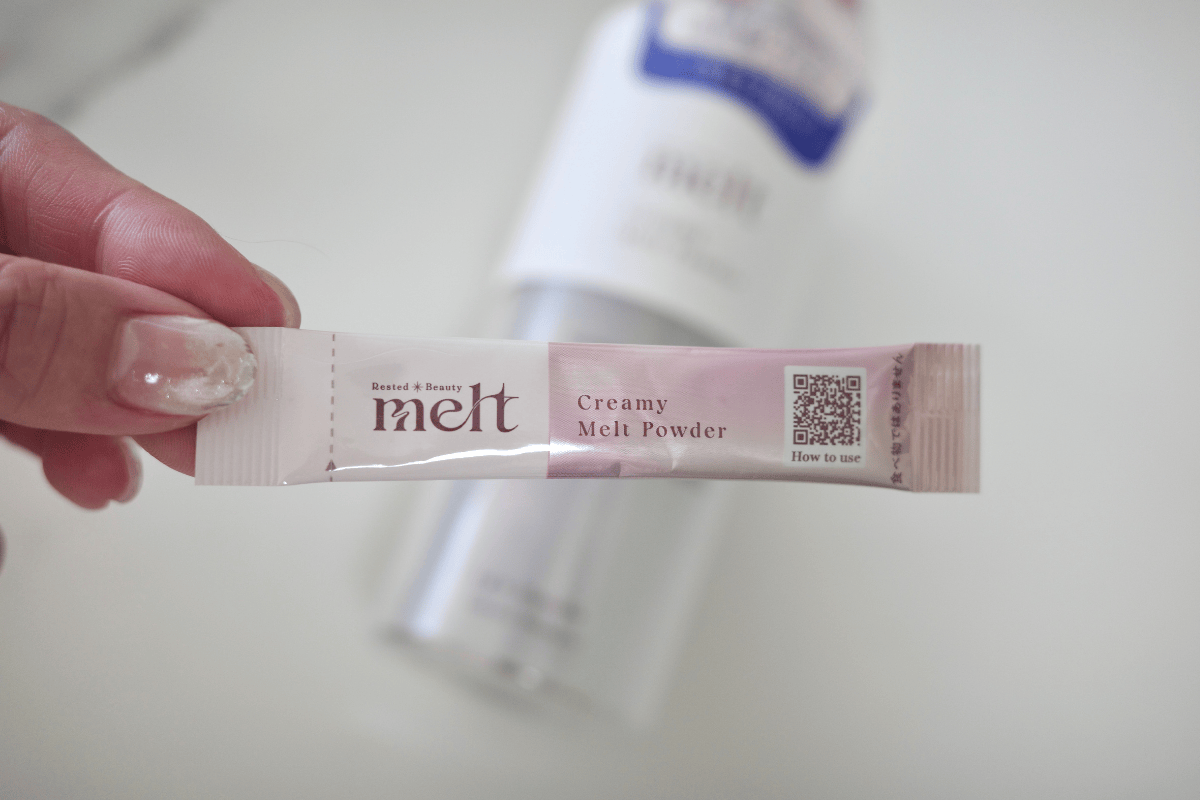 Rested Beauty
melt
Creamy
Melt Powder
How to use
食べ物ではありません
melt